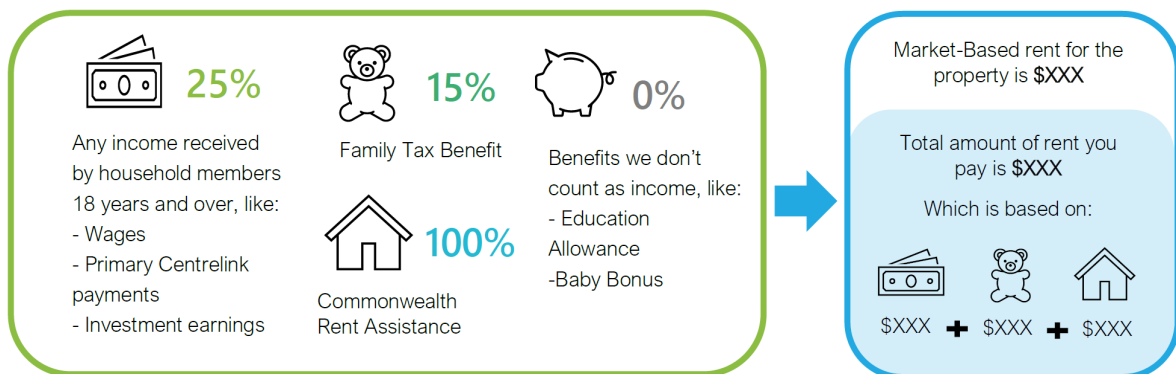 25%
Any income received
by household members
18 years and over, like:
- Wages
- Primary Centrelink
payments
- Investment earnings
15%
Family Tax Benefit
100%
Commonwealth
Rent Assistance
0%
Benefits we don’t
count as income, like:
- Education
Allowance
-Baby Bonus
Market-Based rent for the
property is $XXX
Total amount of rent you
pay is $XXX
Which is based on:
$XXX + $XXX + $XXX